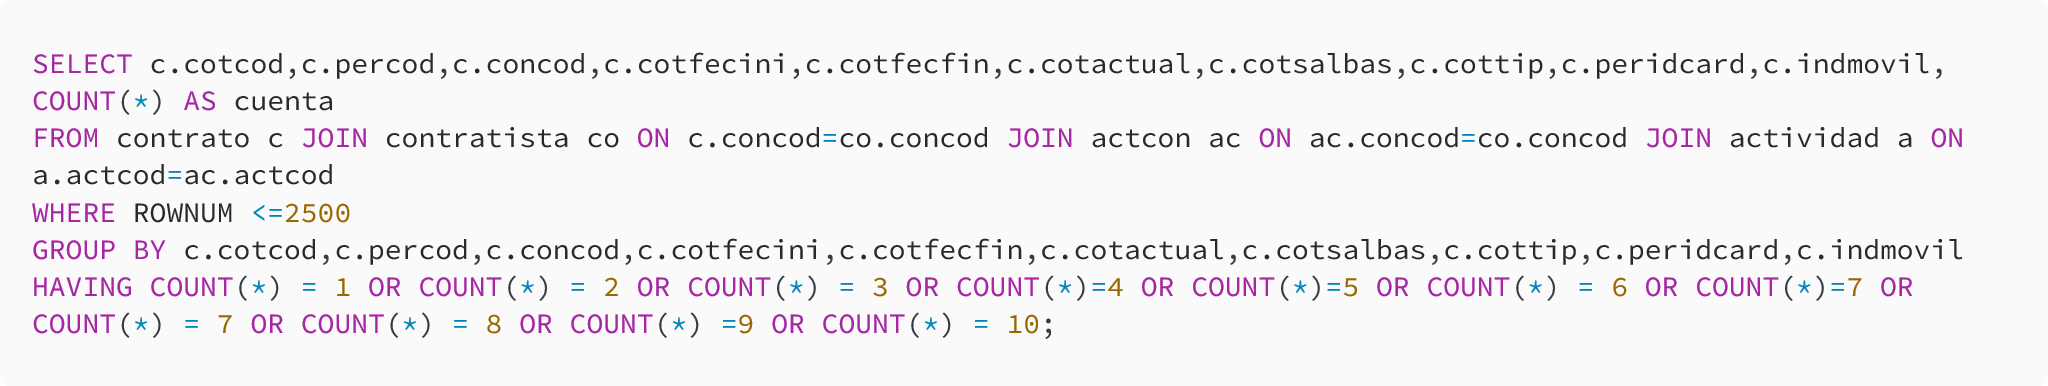 SELECT c.cotcod,c.percod,c.concod,c.cotfecini,c.cotfecfin,c.cotactual,c.cotsalbas,c.cottip,c.peridcard,c.indmovil,
COUNT(*) AS cuenta
FROM contrato c JOIN contratista co ON c.concod=co.concod JOIN actcon ac ON ac.concod=co.concod JOIN actividad a ON
a.actcod=ac.actcod
WHERE ROWNUM <=2500
GROUP BY c.cotcod,c.percod,c.concod,c.cotfecini,c.cotfecfin,c.cotactual,c.cotsalbas,c.cottip,c.peridcard,c.indmovil
HAVING COUNT(*) = 1 OR COUNT(*) = 2 OR COUNT(*) = 3 OR COUNT(*)=4 OR COUNT(*)=5 OR COUNT(*) = 6 OR COUNT(*)=7 OR
COUNT(*) = 7 OR COUNT(*) = 8 OR COUNT(*) =9 OR COUNT(*) = 10;